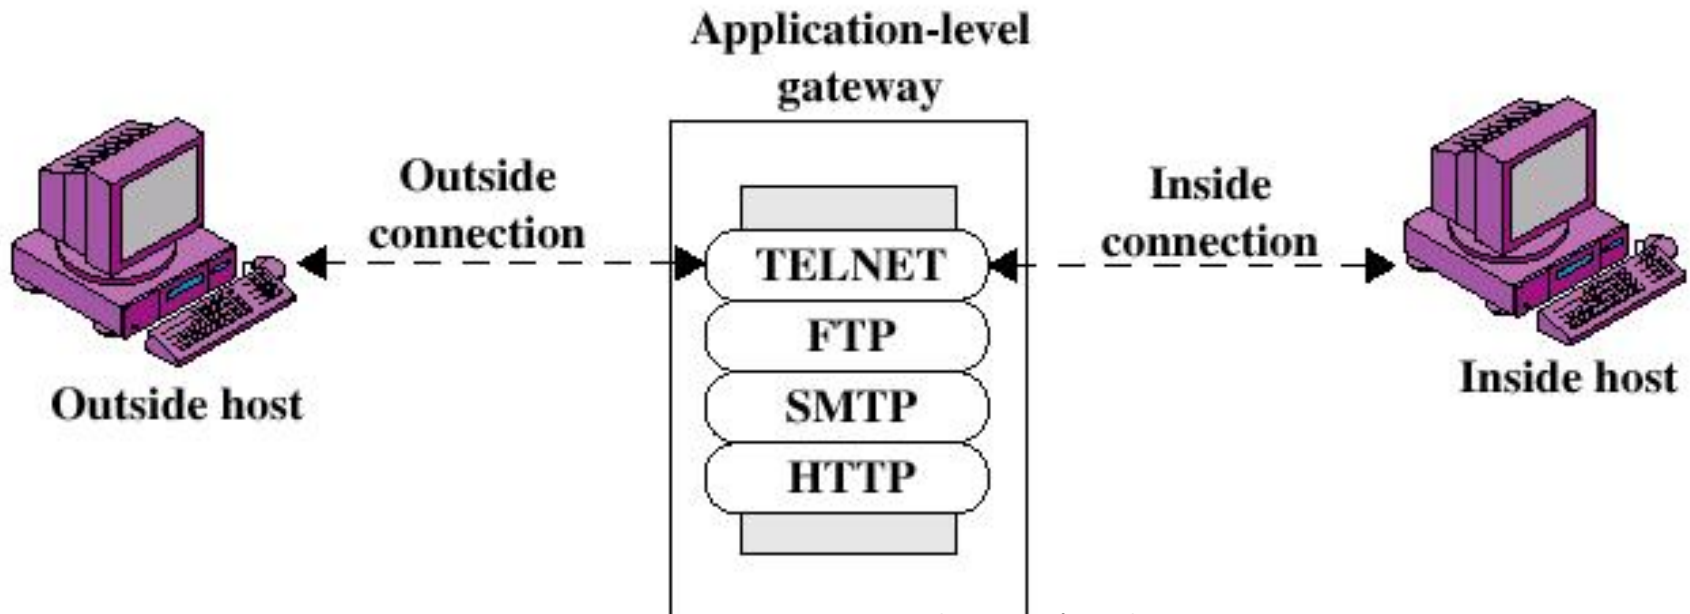 Application-level
gateway
Outside
connection
Inside
connection
TELNET
FTP
SMTP
HTTP
Outside host
Inside host